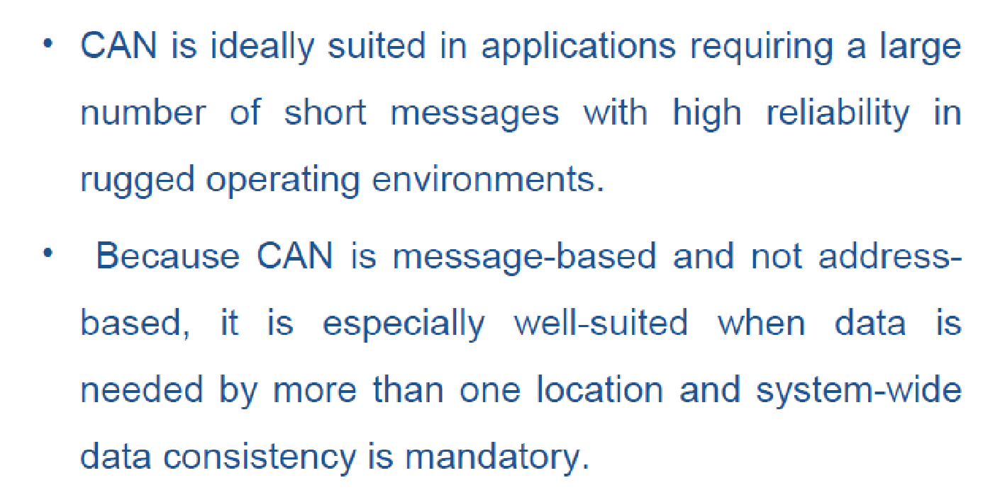 • CAN is ideally suited in applications requiring a large
number of short messages with high reliability in
rugged operating environments.
• Because CAN is message-based and not address-
based, it is especially well-suited when data is
needed by more than one location and system-wide
data consistency is mandatory.